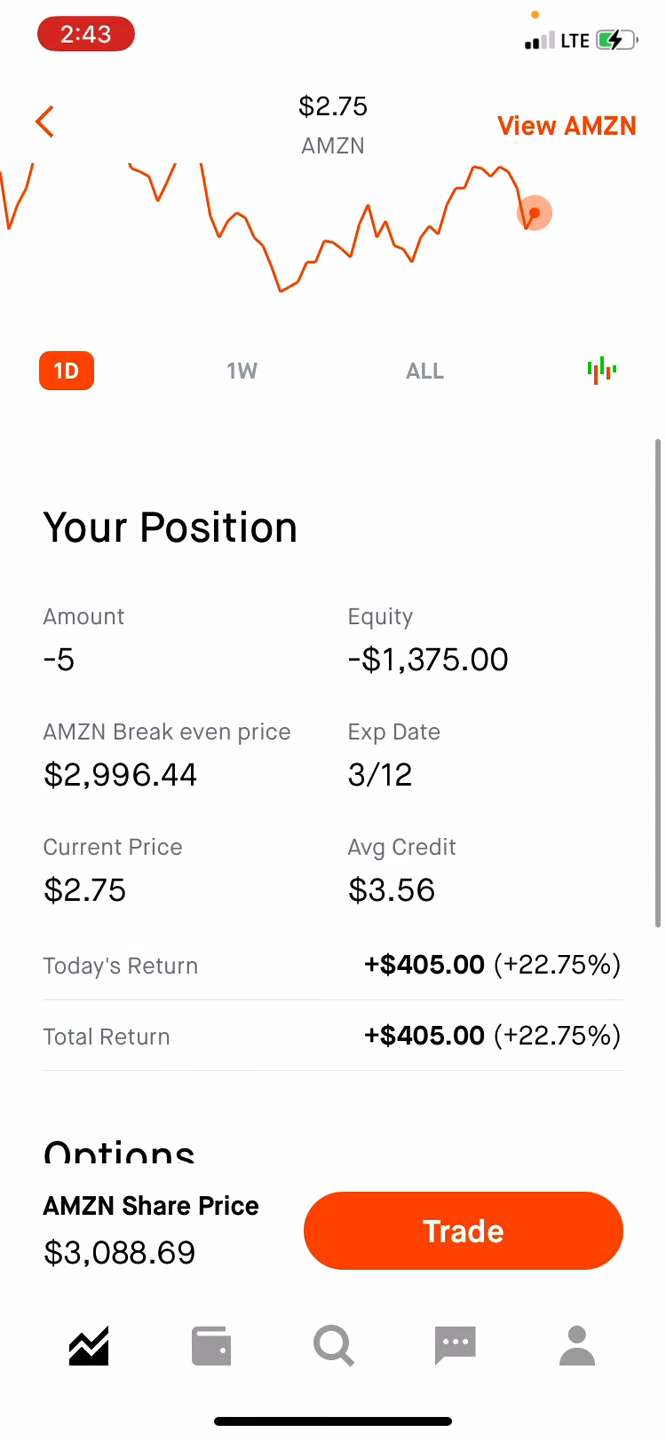 2:43
LTE
$2.75
AMZN
View AMZN
1D
1W
ALL
Your Position
Amount
Equity
-5
-$1,375.00
AMZN Break even price
Exp Date
$2,996.44
3/12
Current Price
Avg Credit
$2.75
$3.56
Today's Return
+$405.00 (+22.75%)
Total Return
+$405.00 (+22.75%)
Options
AMZN Share Price
$3,088.69
Trade